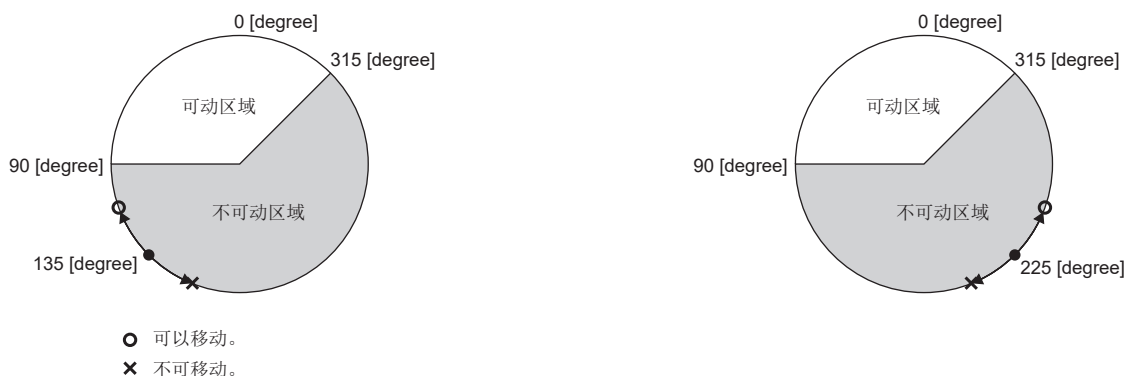 0 [degree]
315 [degree]
可动区域
90 [degree]
不可动区域
135 [degree]
可以移动。
不可移动。
0 [degree]
315 [degree]
可动区域
90 [degree]
不可动区域
225 [degree]